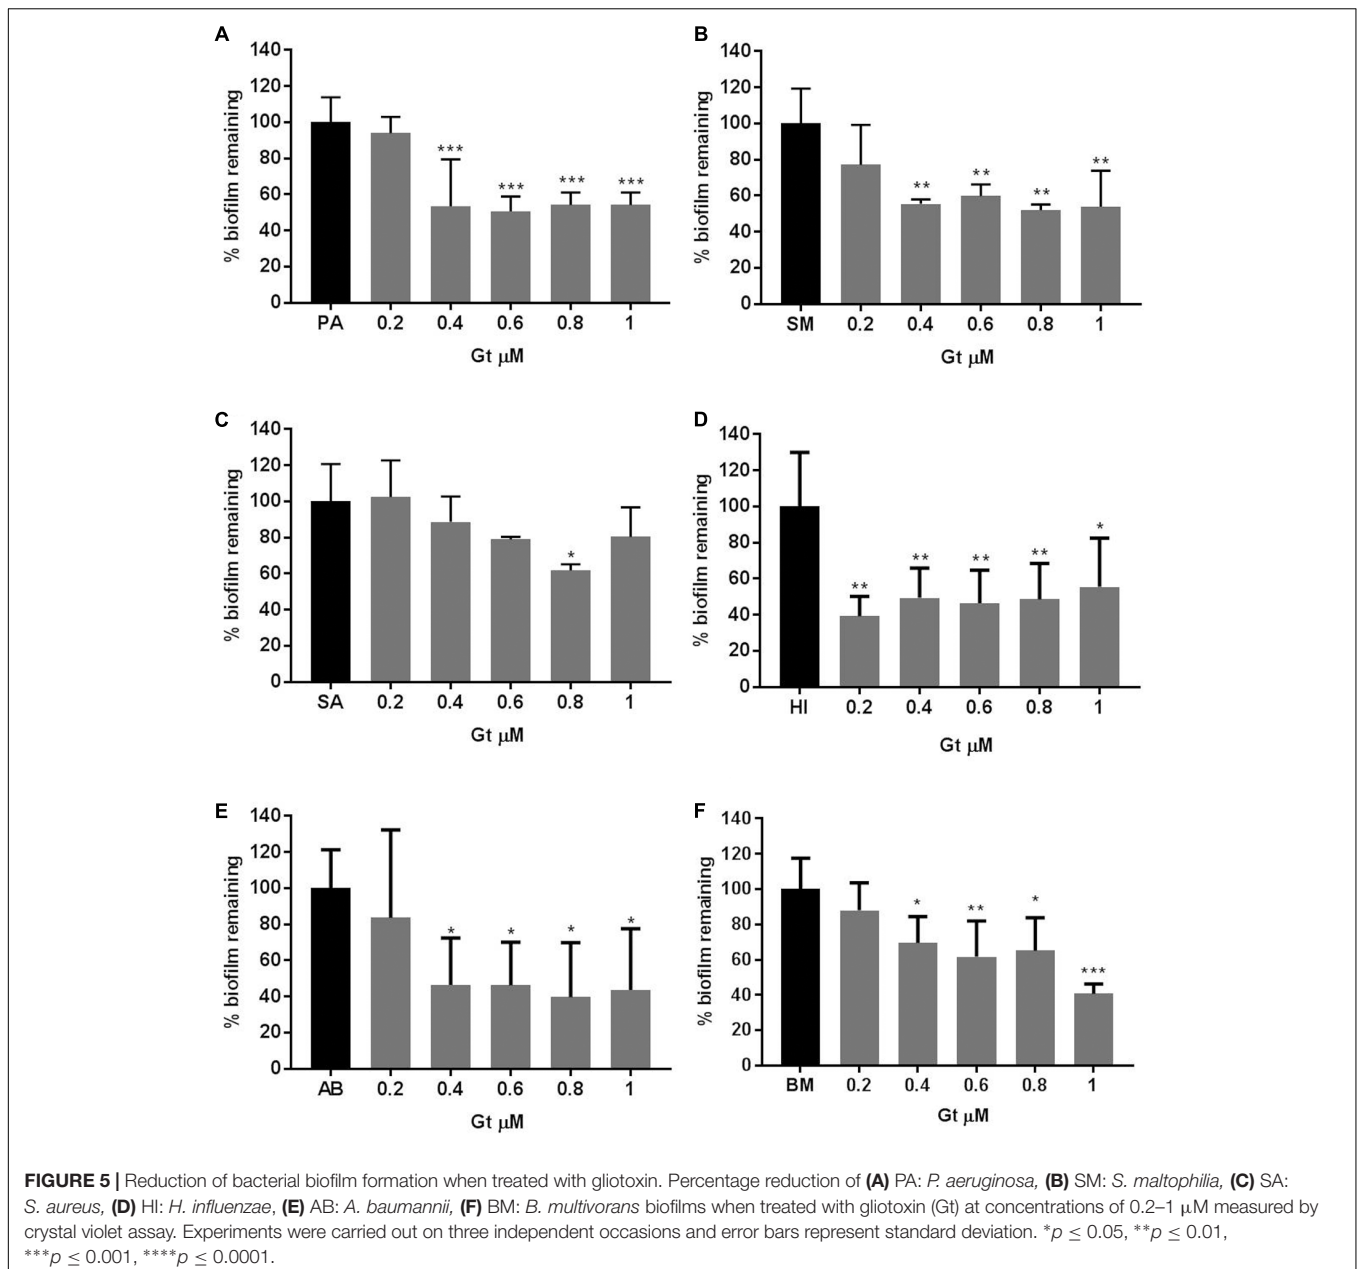 A
140
120
100
80
60
40
20
0
% biofilm remaining
*** *** *** ***
PA 0.2 0.4 0.6 0.8 1
Gt μM
B
140
120
100
80
60
40
20
0
% biofilm remaining
** ** ** **
SM 0.2 0.4 0.6 0.8 1
Gt μM
C
140
120
100
80
60
40
20
0
% biofilm remaining
*
SA 0.2 0.4 0.6 0.8 1
Gt μM
D
140
120
100
80
60
40
20
0
% biofilm remaining
** ** ** ** *
HI 0.2 0.4 0.6 0.8 1
Gt μM
E
140
120
100
80
60
40
20
0
% biofilm remaining
* * * *
AB 0.2 0.4 0.6 0.8 1
Gt μM
F
140
120
100
80
60
40
20
0
% biofilm remaining
* ** * ***
BM 0.2 0.4 0.6 0.8 1
Gt μM
FIGURE 5 | Reduction of bacterial biofilm formation when treated with gliotoxin. Percentage reduction of (A) PA: P. aeruginosa, (B) SM: S. maltophilia, (C) SA:
S. aureus, (D) HI: H. influenzae, (E) AB: A. baumannii, (F) BM: B. multivorans biofilms when treated with gliotoxin (Gt) at concentrations of 0.2–1 μM measured by
crystal violet assay. Experiments were carried out on three independent occasions and error bars represent standard deviation. *p ≤ 0.05, **p ≤ 0.01,
***p ≤ 0.001, ****p ≤ 0.0001.